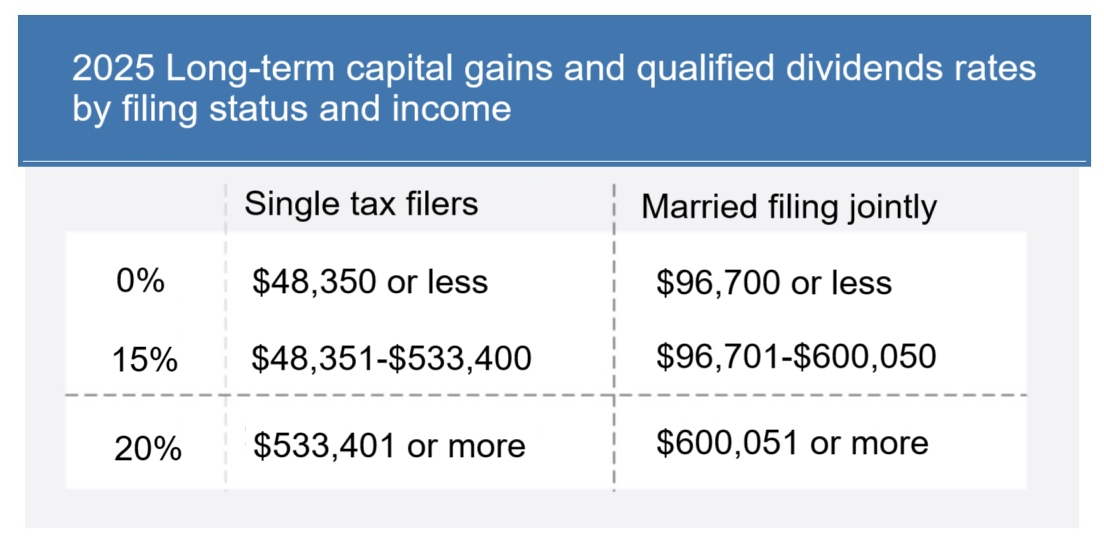 2025 Long-term capital gains and qualified dividends rates
by filing status and income
Single tax filers Married filing jointly
0% $48,350 or less $96,700 or less
15% $48,351-$533,400 $96,701-$600,050
20% $533,401 or more $600,051 or more